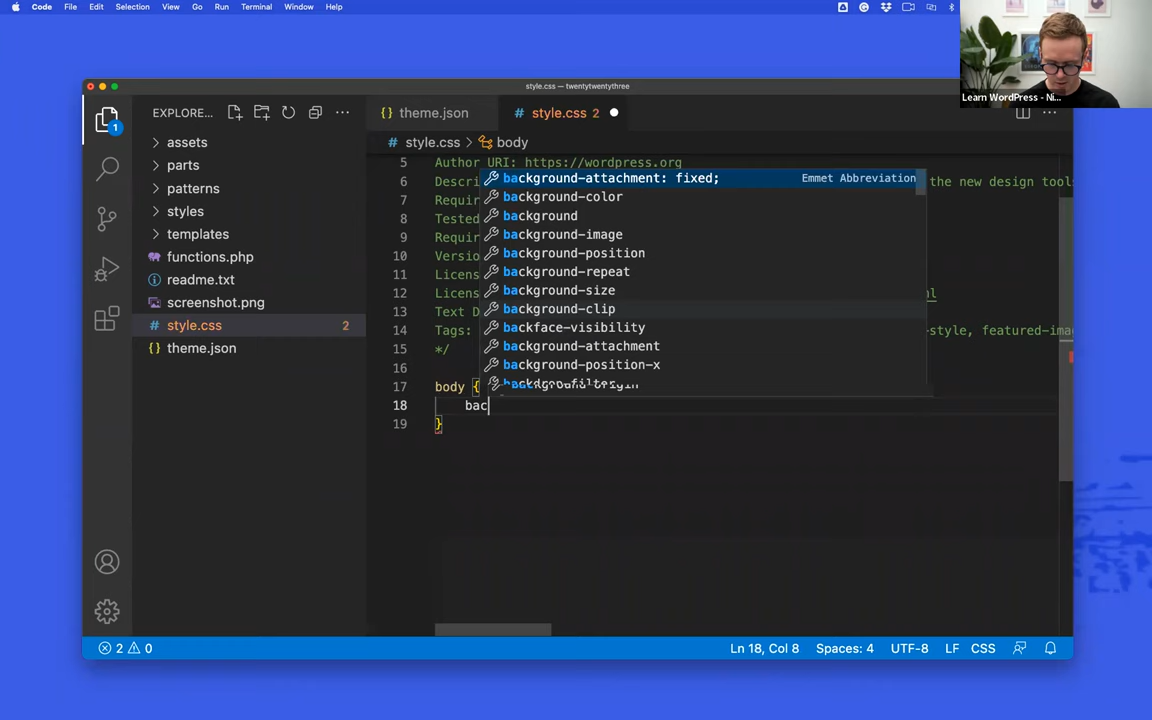 Code File Edit Selection View Go Run Terminal Window Help
Learn WordPress - Ni...
style.css — twentytwentythree
EXPLORE...
theme.json
style.css 2
style.css > body
1
assets
parts
patterns
styles
templates
functions.php
readme.txt
screenshot.png
style.css 2
theme.json
5 Author URI: https://wordpress.org
6 Descri the new design tools
7 Requir
8 Tested
9 Requir
10 Versio
11 Licens
12 Licens ml
13 Text D
14 Tags: -style, featured-ima
15 */
16
17 body {
18 bac
19 }
background-attachment: fixed; Emmet Abbreviation
background-color
background
background-image
background-position
background-repeat
background-size
background-clip
backface-visibility
background-attachment
background-position-x
2 0
Ln 18, Col 8 Spaces: 4 UTF-8 LF CSS